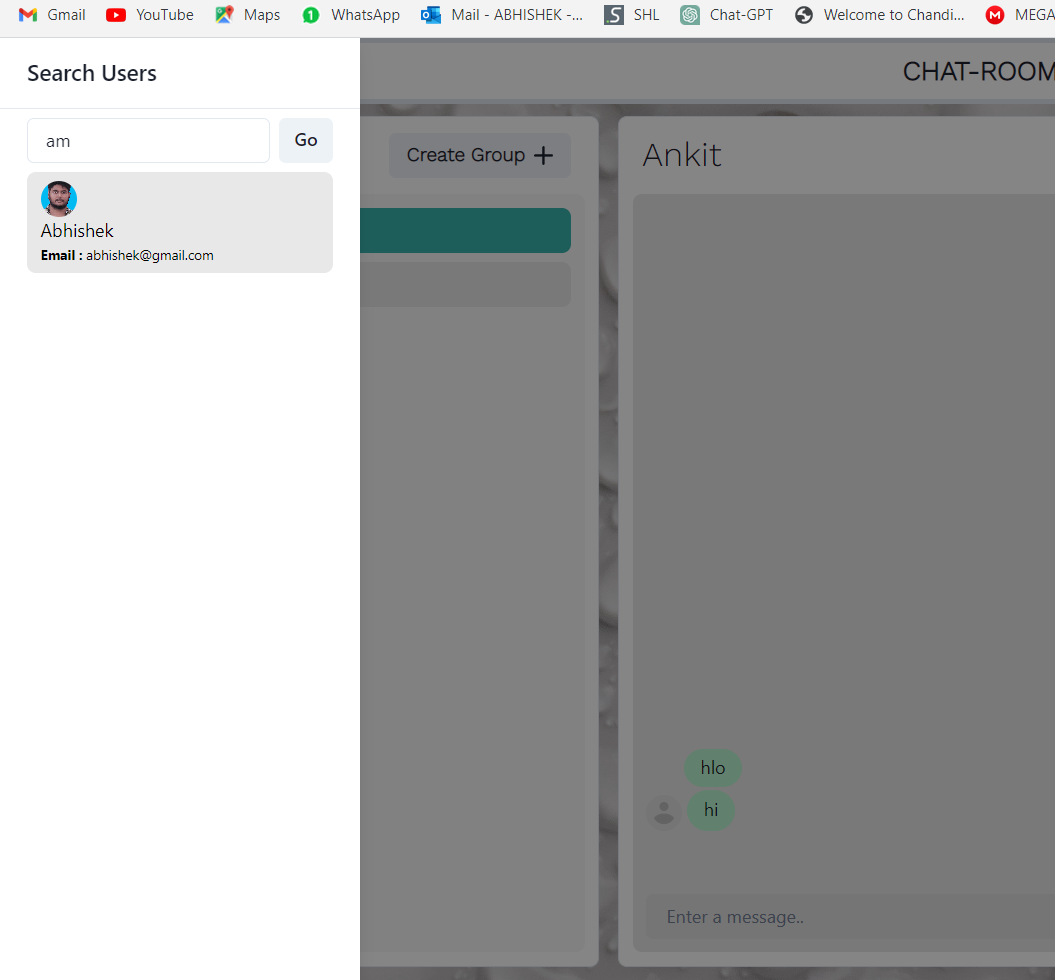 Gmail
YouTube
Maps
WhatsApp
Mail - ABHISHEK -...
SHL
Chat-GPT
Welcome to Chandi...
MEGA
Search Users
CHAT-ROOM
am
Go
Create Group
Ankit
Abhishek
Email : abhishek@gmail.com
hlo
hi
Enter a message..